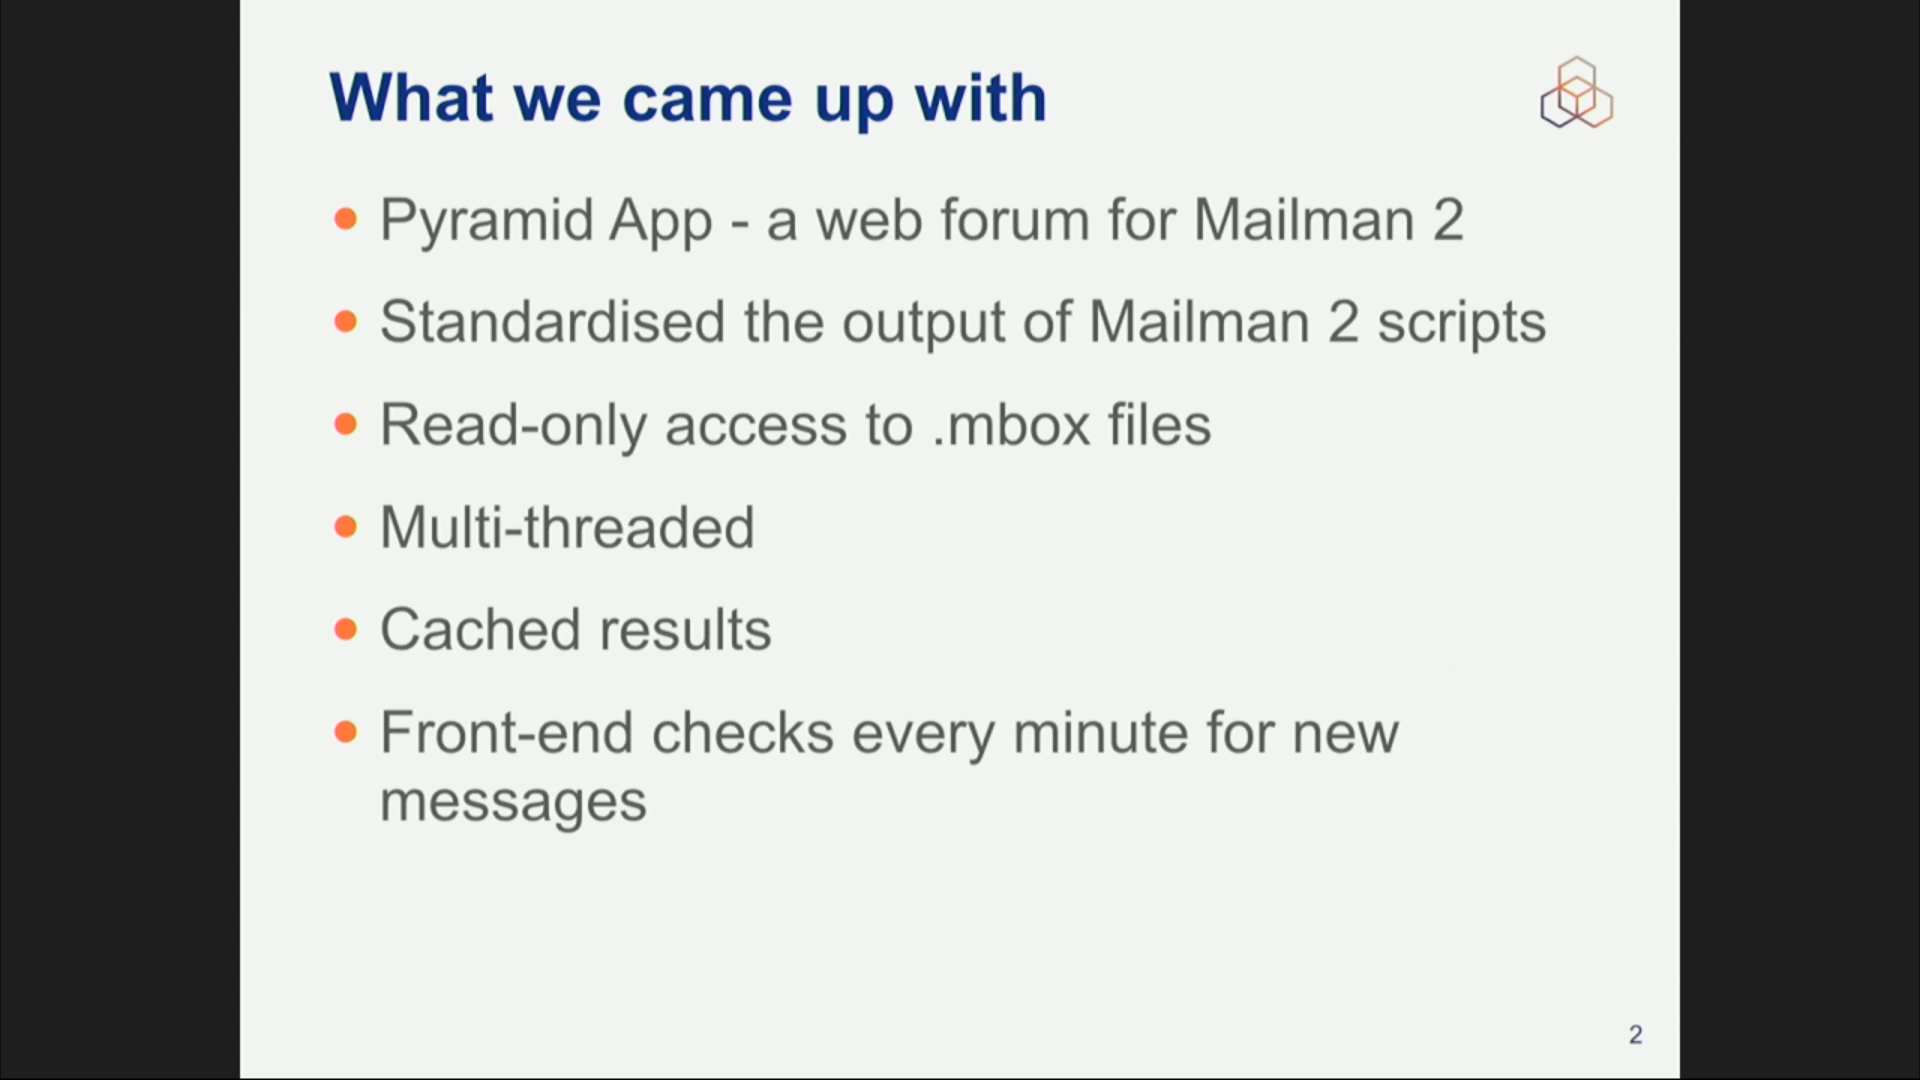 What we came up with
• Pyramid App - a web forum for Mailman 2
• Standardised the output of Mailman 2 scripts
• Read-only access to .mbox files
• Multi-threaded
• Cached results
• Front-end checks every minute for new
messages
2